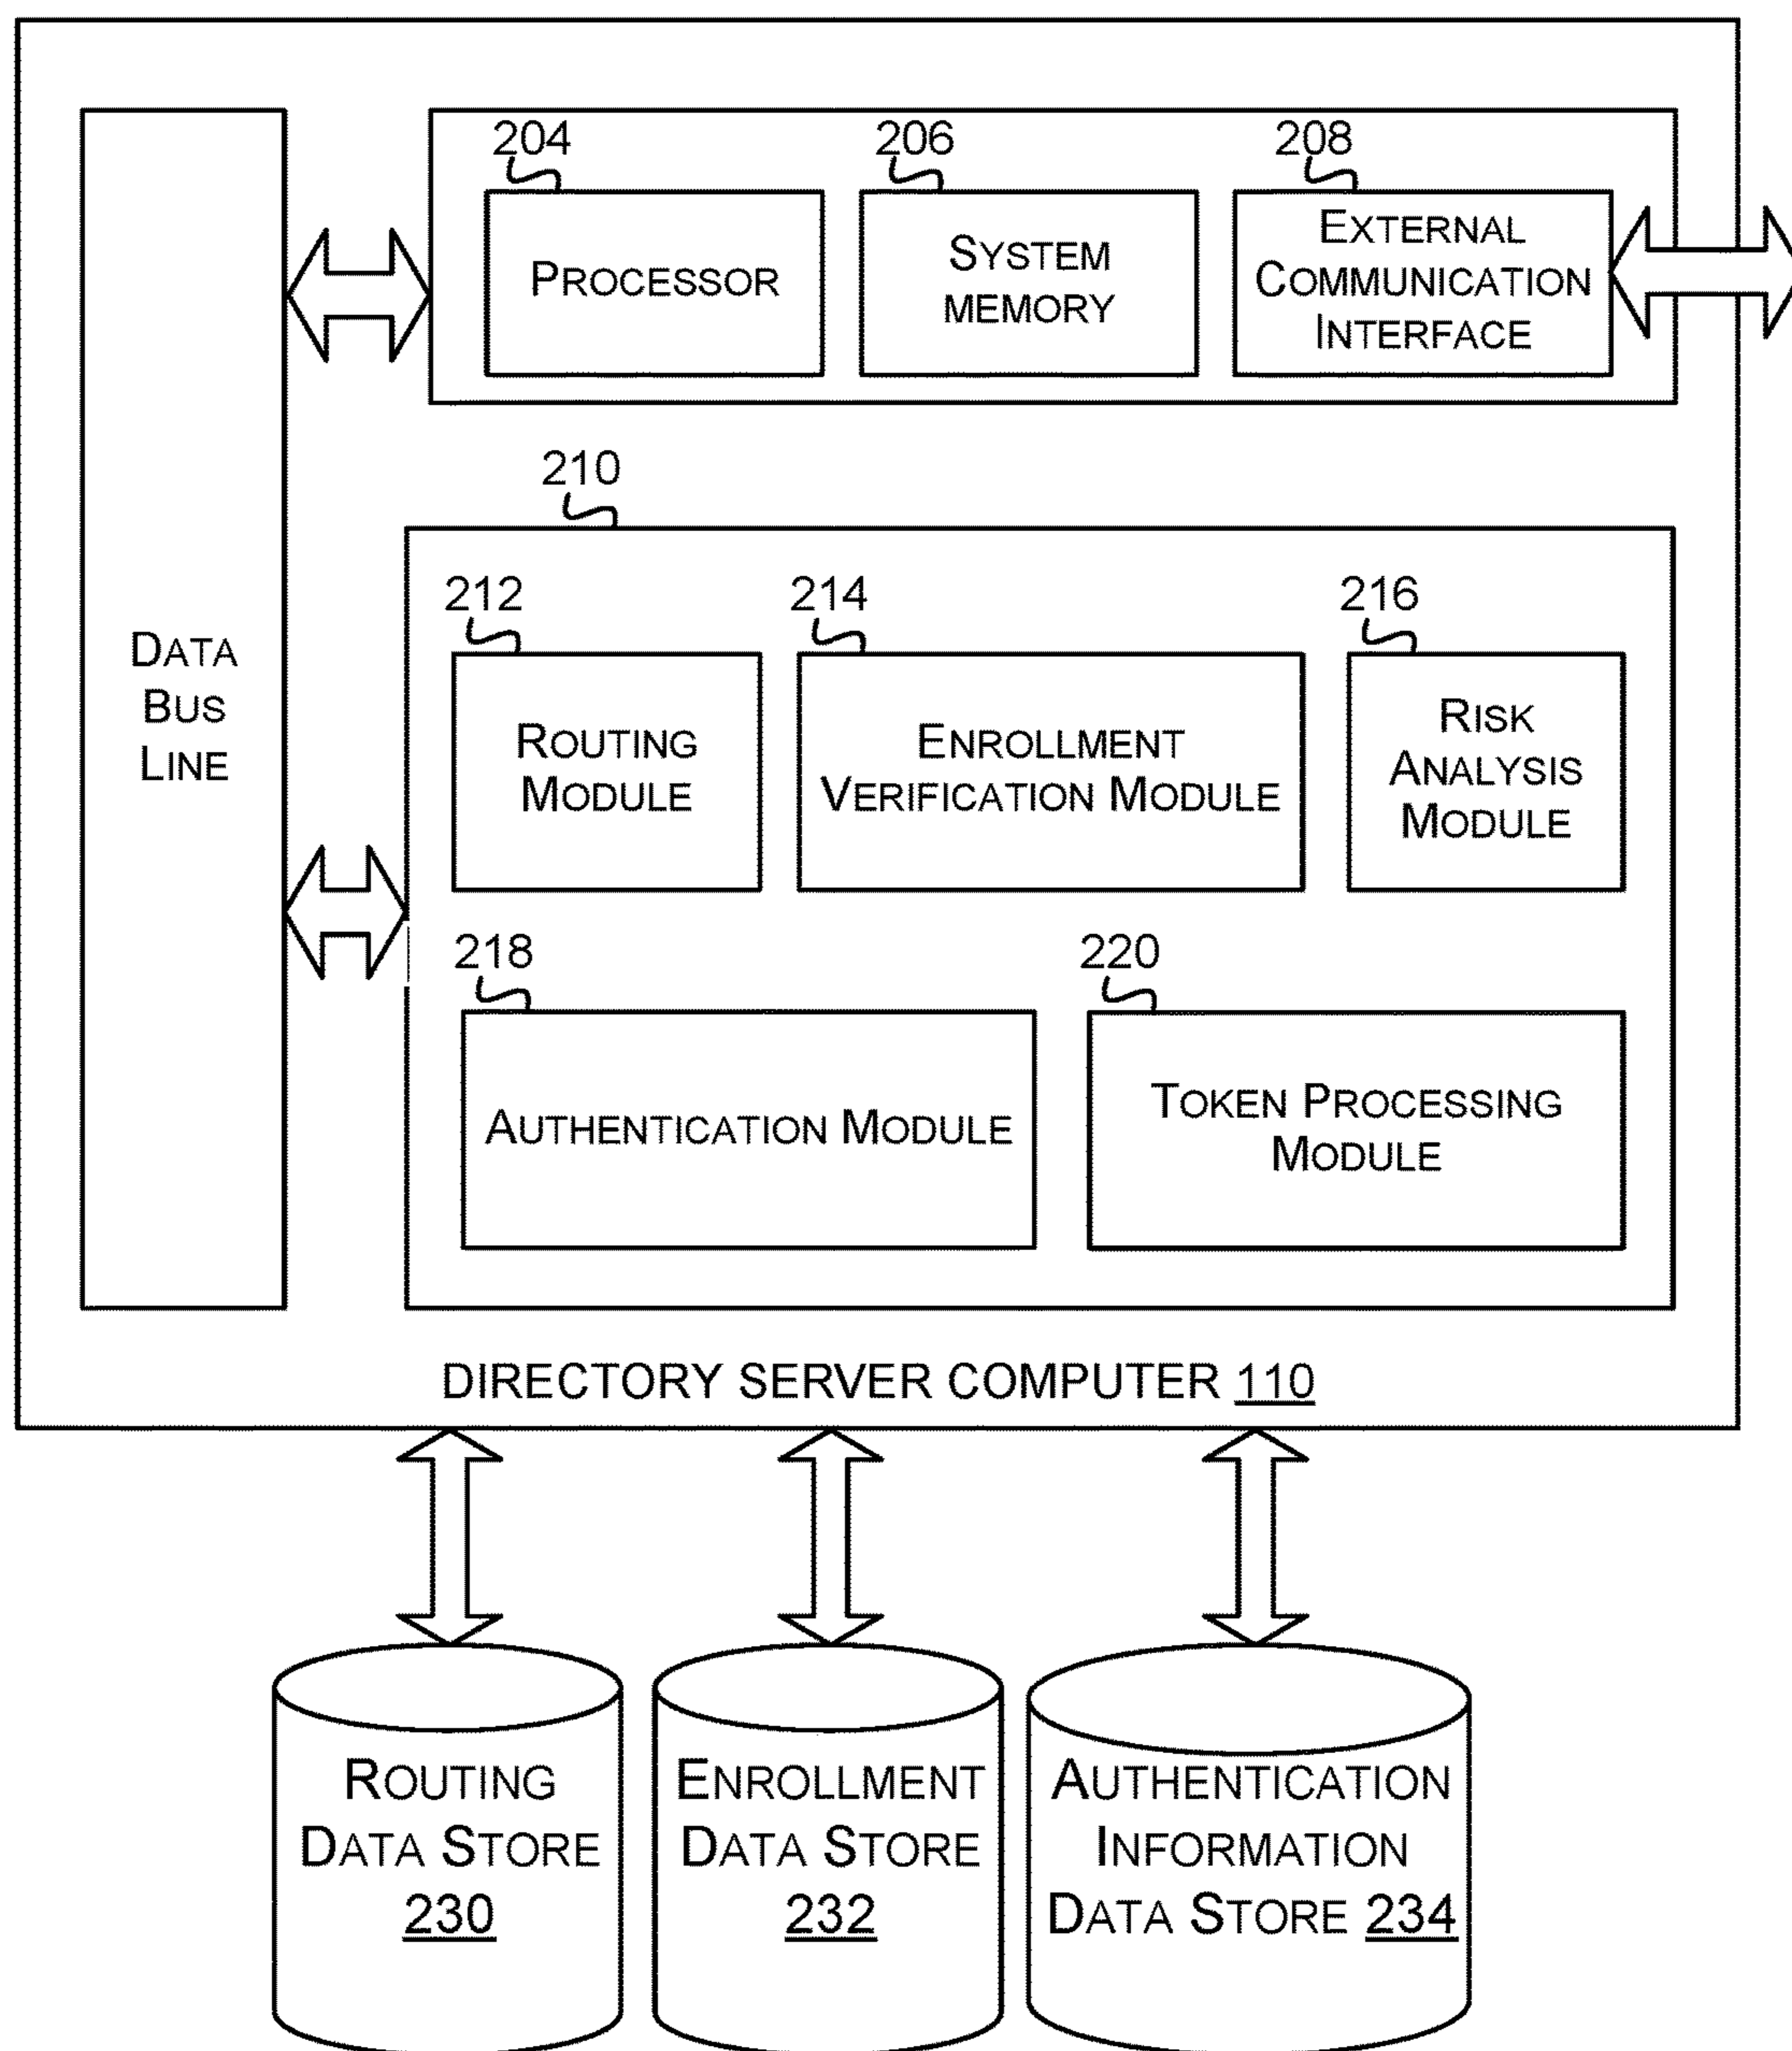 204
206
208
PROCESSOR
SYSTEM
MEMORY
EXTERNAL
COMMUNICATION
INTERFACE
210
DATA
BUS
LINE
212
214
216
ROUTING
MODULE
ENROLLMENT
VERIFICATION MODULE
RISK
ANALYSIS
MODULE
218
220
AUTHENTICATION MODULE
TOKEN PROCESSING
MODULE
DIRECTORY SERVER COMPUTER 110
ROUTING
DATA STORE
230
ENROLLMENT
DATA STORE
232
AUTHENTICATION
INFORMATION
DATA STORE 234